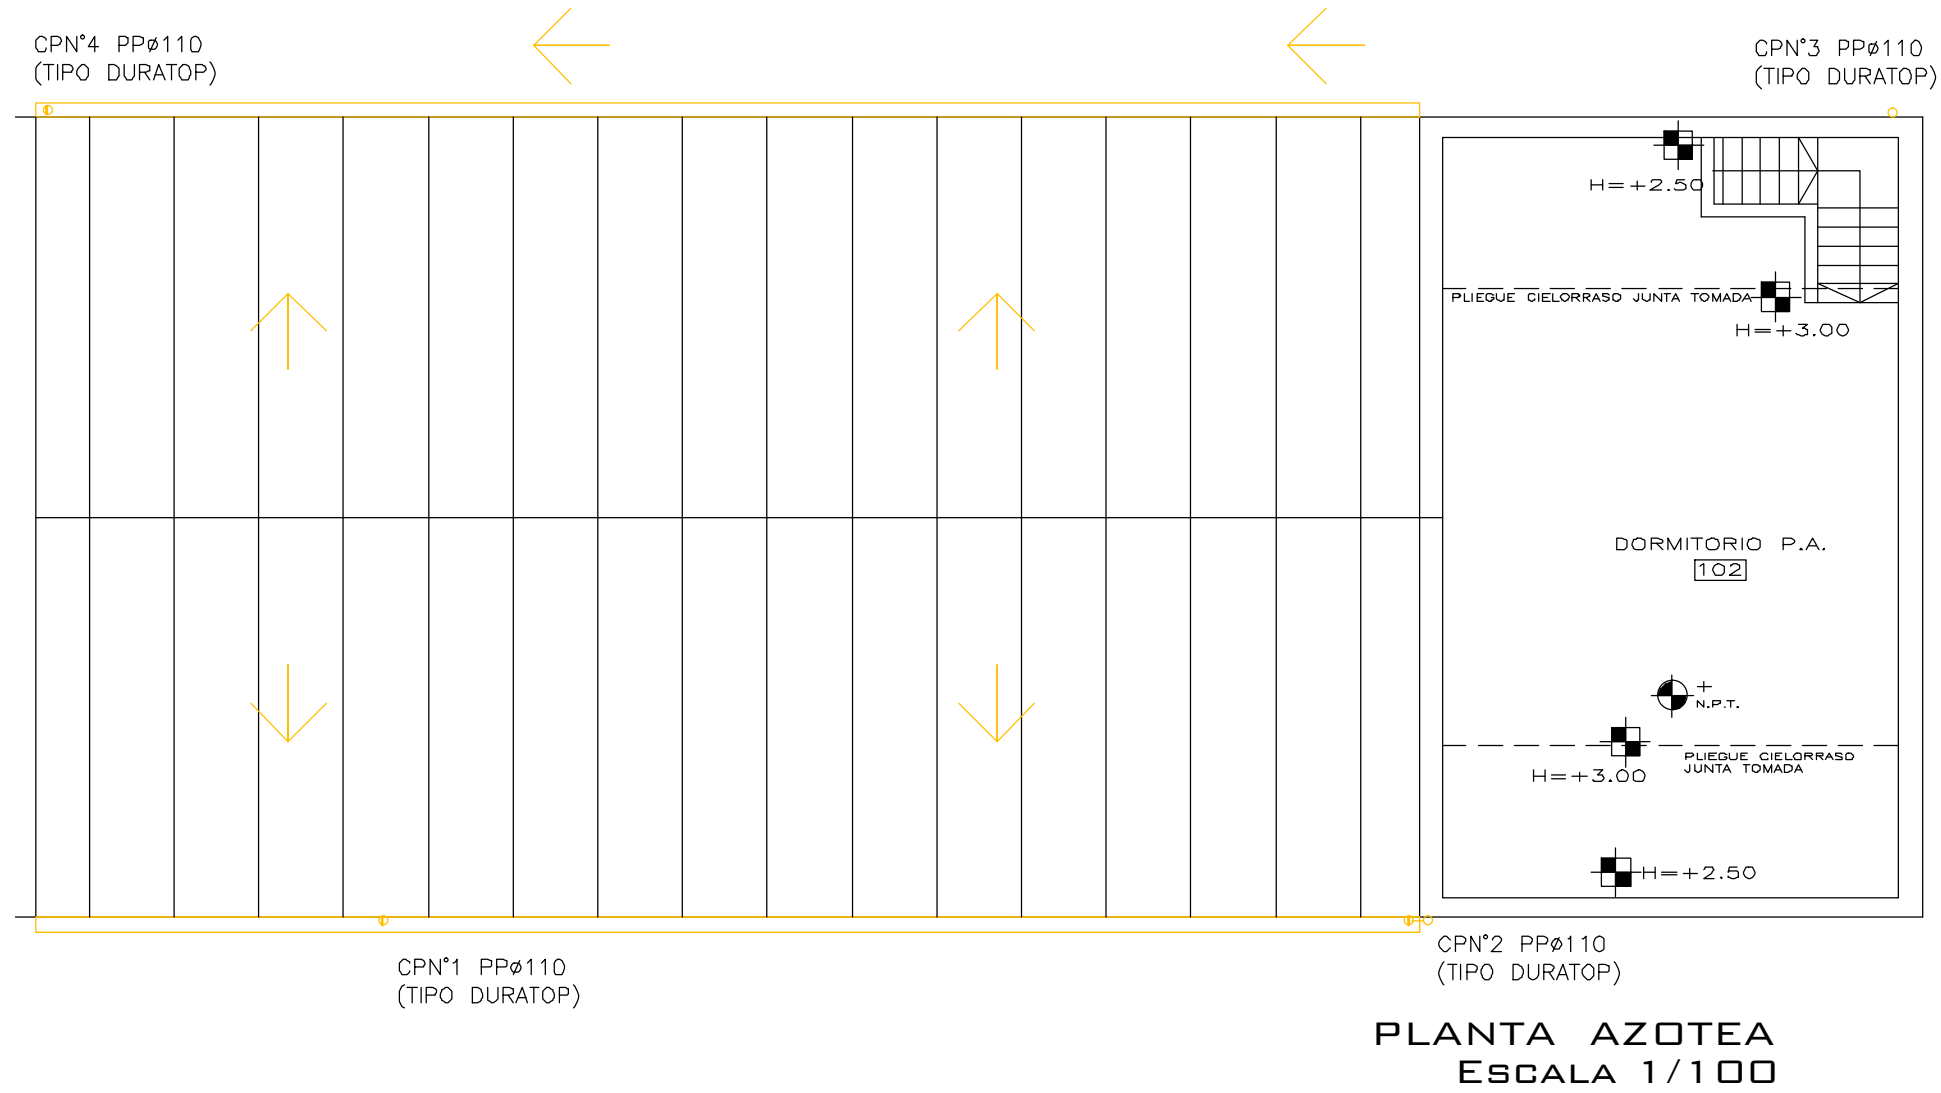 CPN°4 PPø110
(TIPO DURATOP)
CPN°3 PPø110
(TIPO DURATOP)
H=+2.50
PLIEGUE CIELORRASO JUNTA TOMADA
H=+3.00
DORMITORIO P.A.
102
+
N.P.T.
PLIEGUE CIELORRASO
JUNTA TOMADA
H=+3.00
H=+2.50
CPN°2 PPø110
(TIPO DURATOP)
CPN°1 PPø110
(TIPO DURATOP)
PLANTA AZOTEA
ESCALA 1/100